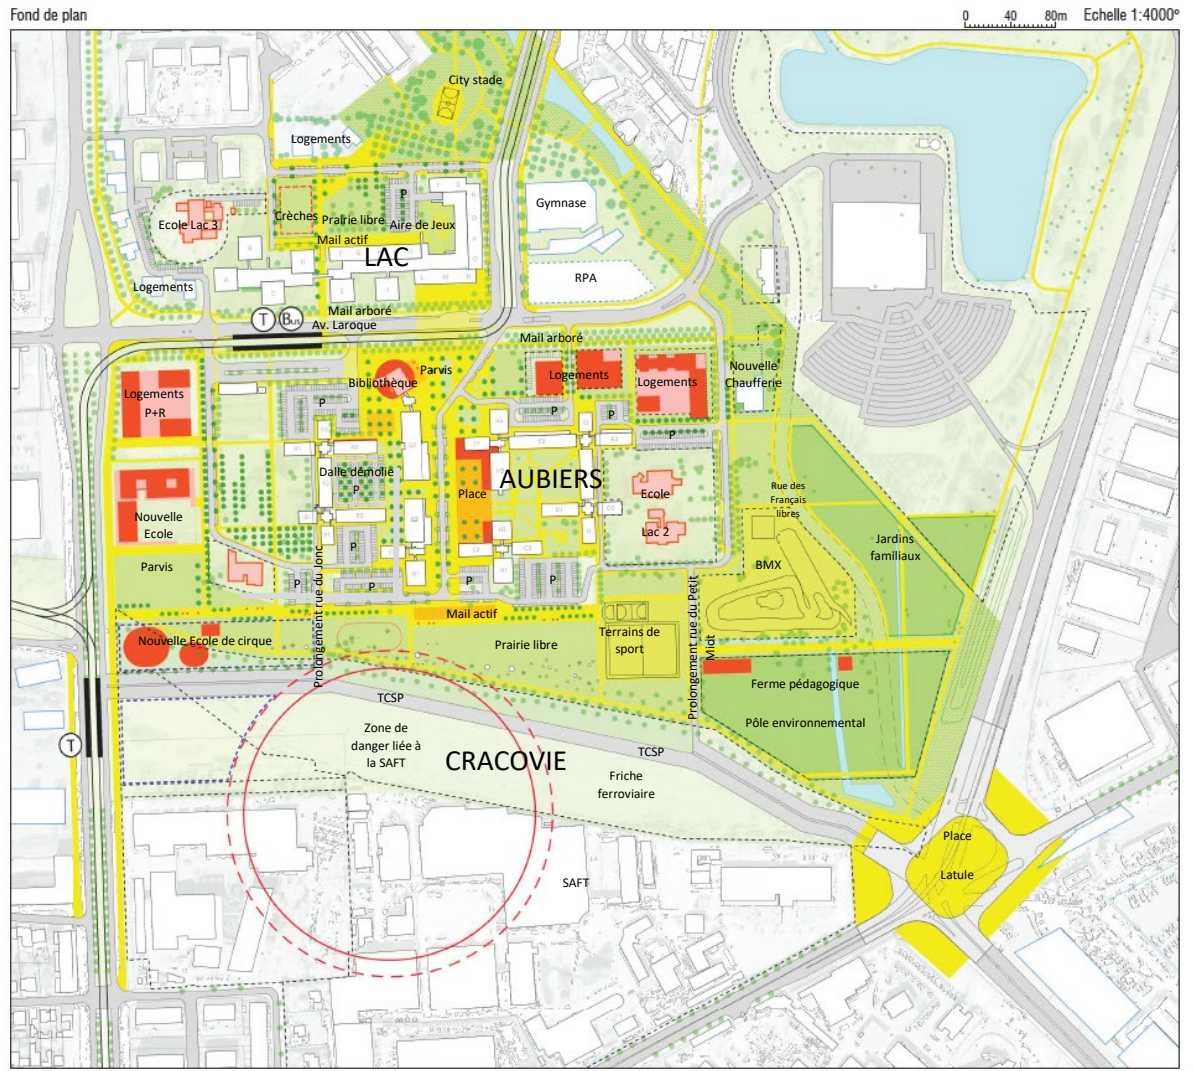 Fond de plan
0 40 80m Echelle 1:4000°
City stade
Logements
P
Gymnase
Ecole Lac 3
Crèches
Prairie libre
Aire de Jeux
Mail actif
LAC
RPA
Logements
Mail arboré
T
Bus
Av. Laroque
Mail arboré
Parvis
Bibliothèque
Logements
Logements
Nouvelle
Chaufferie
Logements
P+R
P
P
P
P
Dalle démolie
P
AUBIERS
Place
Ecole
Lac 2
Rue des
Français
libres
Nouvelle
Ecole
P
Jardins
familiaux
Parvis
BMX
P
P
P
P
Prolongement rue du Jonc
Mail actif
Prolongement rue du Petit
Miot
Nouvelle Ecole de cirque
Prairie libre
Terrains de
sport
Ferme pédagogique
TCSP
Pôle environnemental
Zone de
danger liée à
la SAFT
T
TCSP
CRACOVIE
Friche
ferroviaire
Place
Latule
SAFT